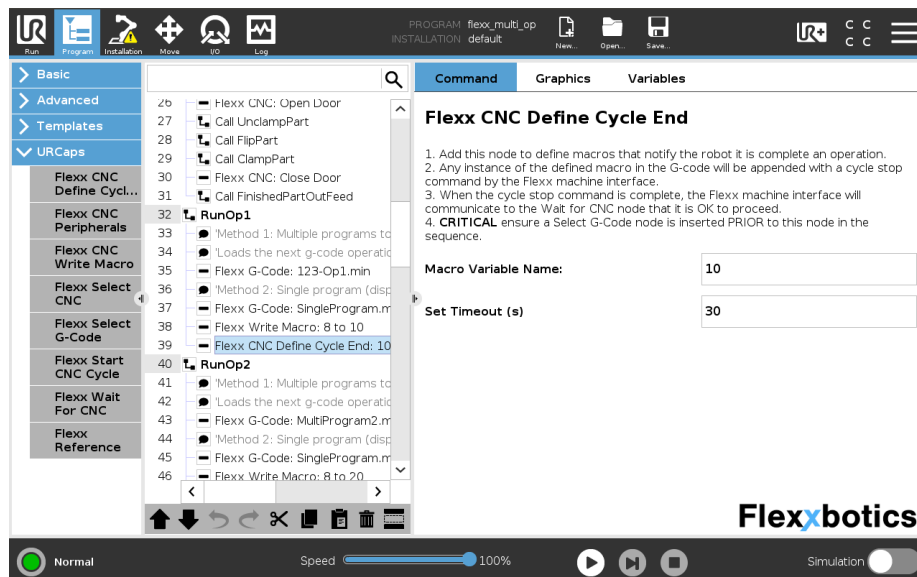 PROGRAM flexx_multi_op
INSTALLATION default
Run
Program
Installation
Move
I/O
Log
New...
Open...
Save...
UR+
C C
C C
Basic
Advanced
Templates
URCaps
Flexx CNC
Define Cycl...
Flexx CNC
Peripherals
Flexx CNC
Write Macro
Flexx Select
CNC
Flexx Select
G-Code
Flexx Start
CNC Cycle
Flexx Wait
For CNC
Flexx
Reference
26 Flexx CNC: Open Door
27 Call UnclampPart
28 Call FlipPart
29 Call ClampPart
30 Flexx CNC: Close Door
31 Call FinishedPartOutFeed
32 RunOp1
33 'Method 1: Multiple programs to
34 'Loads the next g-code operatio
35 Flexx G-Code: 123-Op1.min
36 'Method 2: Single program (disp
37 Flexx G-Code: SingleProgram.m
38 Flexx Write Macro: 8 to 10
39 Flexx CNC Define Cycle End: 10
40 RunOp2
41 'Method 1: Multiple programs to
42 'Loads the next g-code operatio
43 Flexx G-Code: MultiProgram2.m
44 'Method 2: Single program (disp
45 Flexx G-Code: SingleProgram.m
46 Flexx Write Macro: 8 to 20
Command Graphics Variables
Flexx CNC Define Cycle End
1. Add this node to define macros that notify the robot it is complete an operation.
2. Any instance of the defined macro in the G-code will be appended with a cycle stop
command by the Flexx machine interface.
3. When the cycle stop command is complete, the Flexx machine interface will
communicate to the Wait for CNC node that it is OK to proceed.
4. CRITICAL ensure a Select G-Code node is inserted PRIOR to this node in the
sequence.
Macro Variable Name: 10
Set Timeout (s) 30
Flexxbotics
Normal
Speed 100%
Simulation